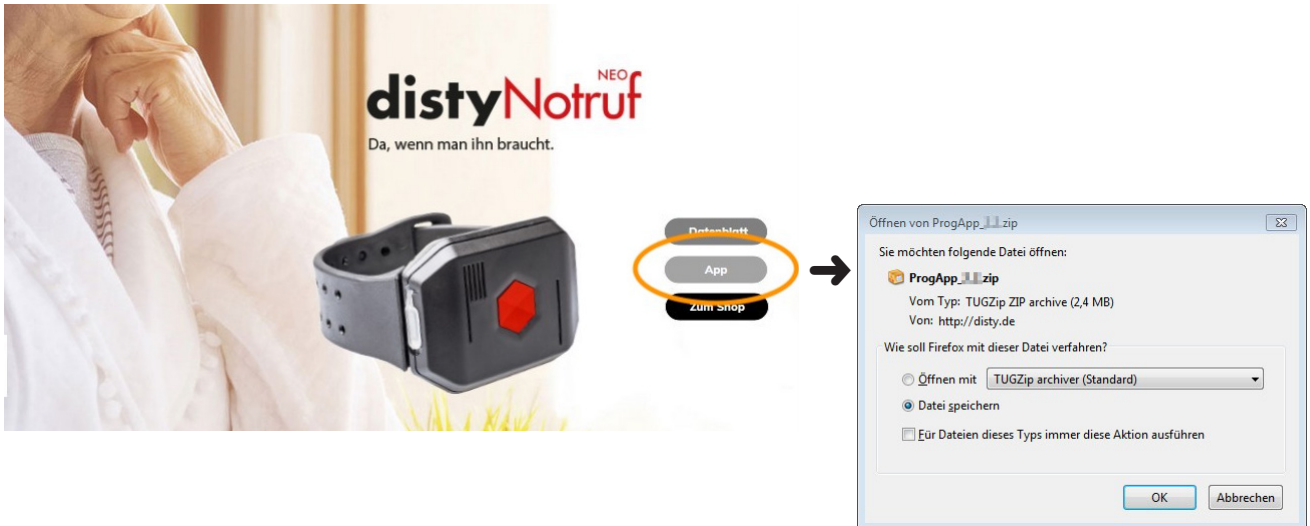 distyNotruf NEO
Da, wenn man ihn braucht.
Datenblatt
App
Zum Shop
Öffnen von ProgApp_ .zip
Sie möchten folgende Datei öffnen:
ProgApp_ zip
Vom Typ: TUGZip ZIP archive (2,4 MB)
Von: http://disty.de
Wie soll Firefox mit dieser Datei verfahren?
Öffnen mit TUGZip archiver (Standard)
Datei speichern
Für Dateien dieses Typs immer diese Aktion ausführen
OK Abbrechen